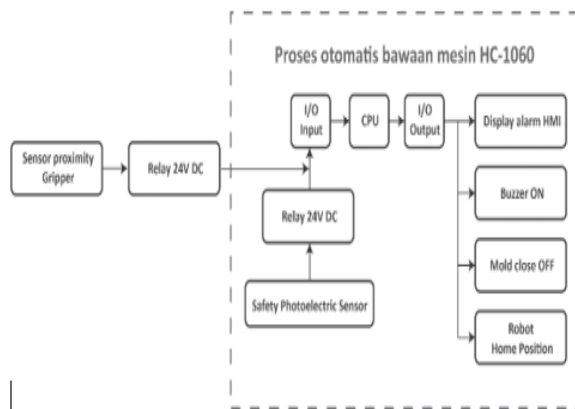 Proses otomatis bawaan mesin HC-1060
Sensor proximity
Gripper
Relay 24V DC
I/O
Input
CPU
I/O
Output
Display alarm HMI
Relay 24V DC
Buzzer ON
Safety Photoelectric Sensor
Mold close OFF
Robot
Home Position